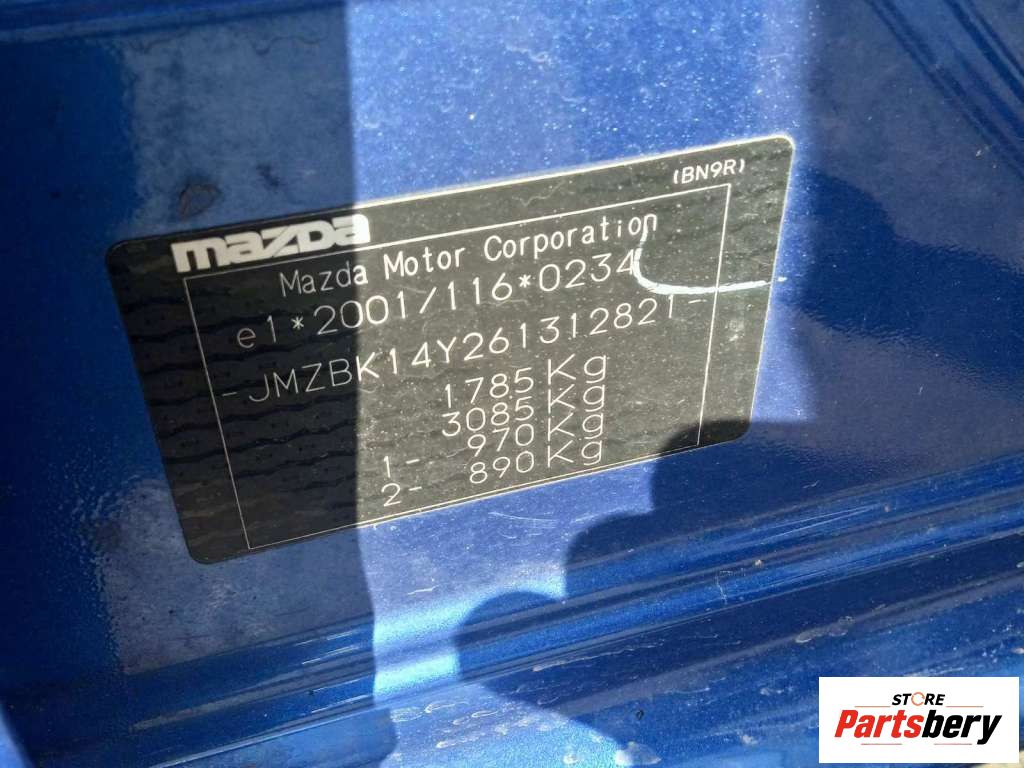 (BN9R)
mazda
Mazda Motor Corporation
e1*2001/116*0234
-JMZBK14Y261312821-
1785Kg
3085Kg
1- 970Kg
2- 890Kg
STORE
Partsbery